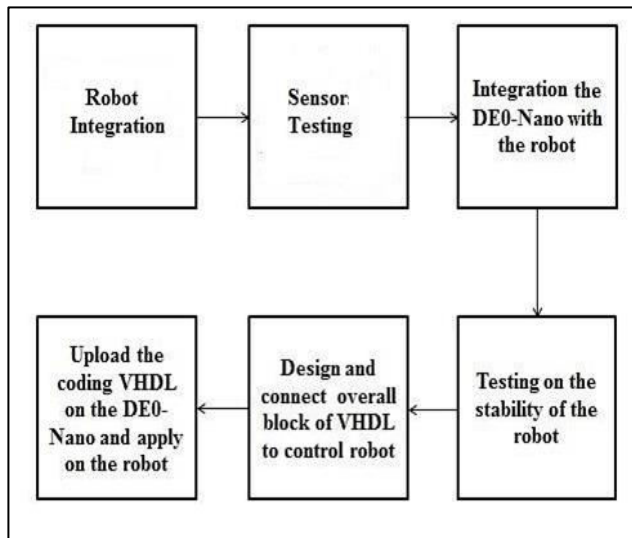 Robot
Integration
Sensor
Testing
Integration the
DE0-Nano with
the robot
Upload the
coding VHDL
on the DE0-
Nano and apply
on the robot
Design and
connect overall
block of VHDL
to control robot
Testing on the
stability of the
robot